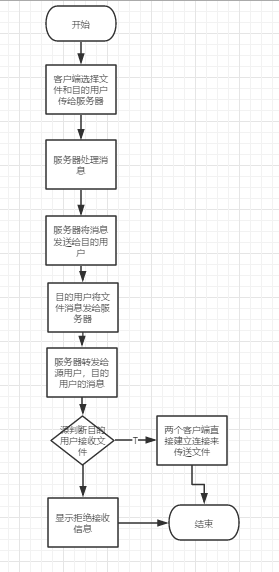 开始
客户端选择文
件和目的用户
传给服务器
服务器处理消
息
服务器将消息
发送给目的用
户
目的用户将文
件消息发给服
务器
服务器转发给
源用户，目的
用户的消息
源判断目的
用户接收文
件
T
两个客户端直
接建立连接来
传送文件
显示拒绝接收
信息
结束